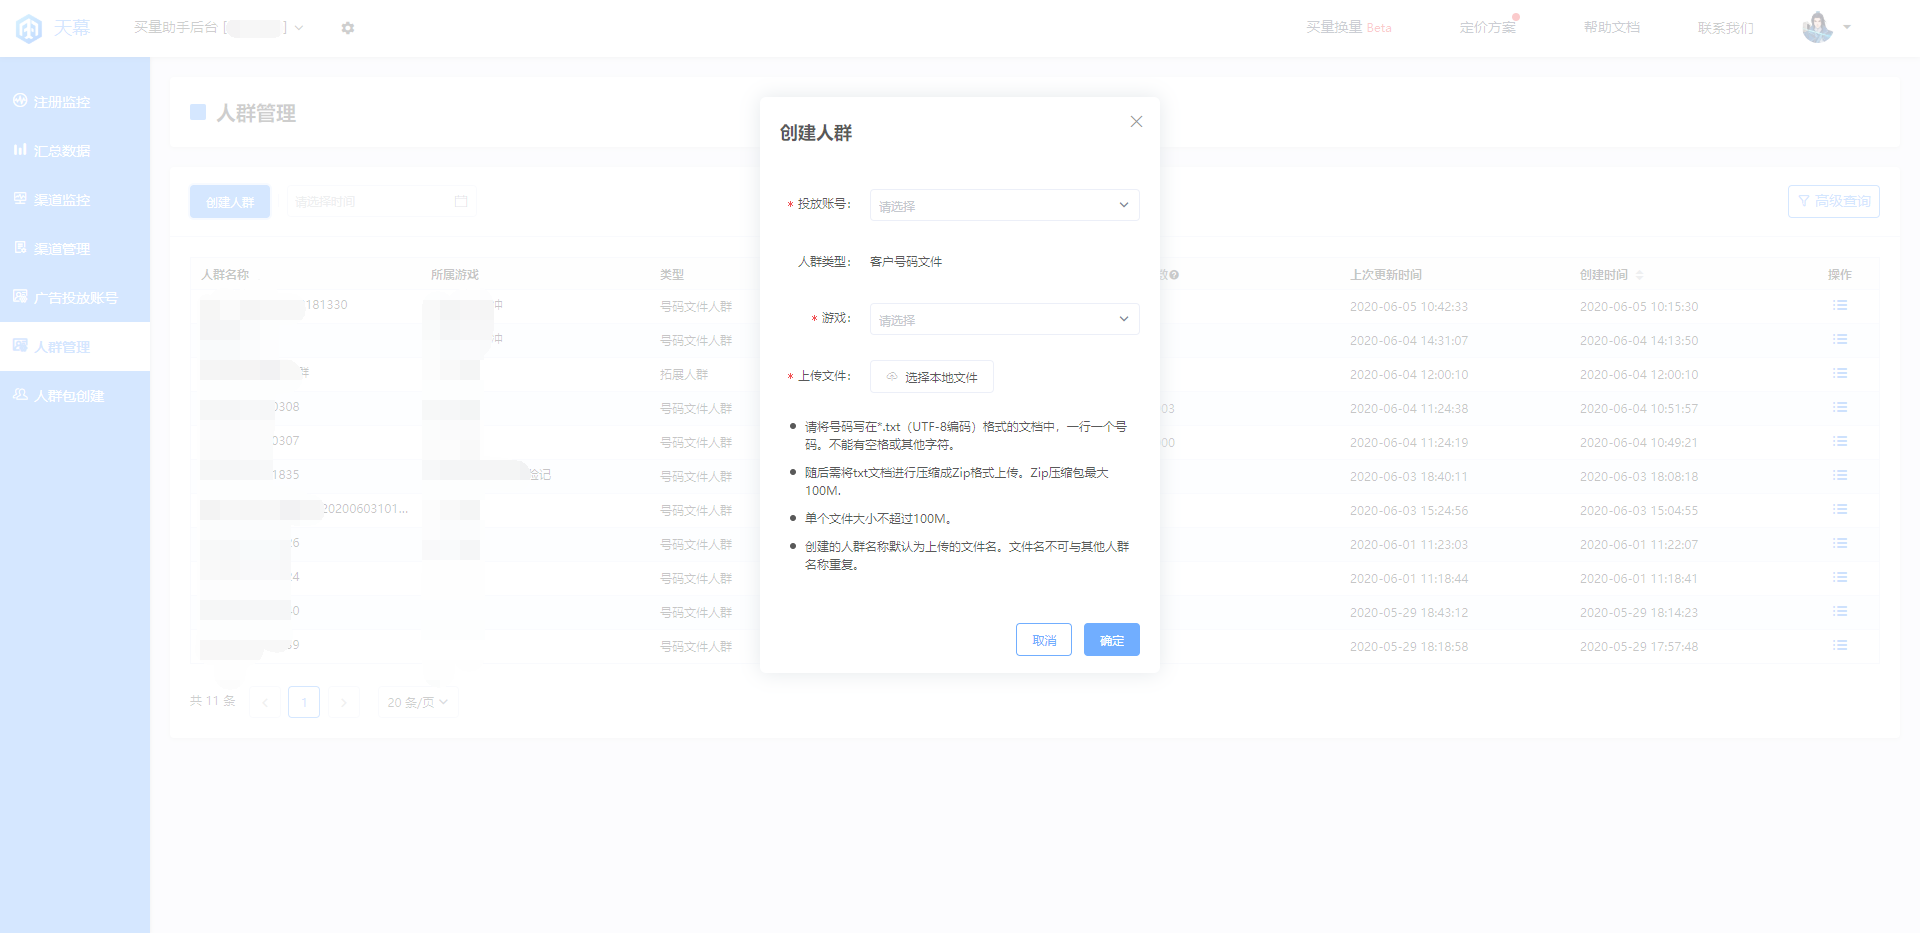 天幕
买量助手后台 [ ]
买量换量 Beta
定价方案
帮助文档
联系我们
注册监控
汇总数据
渠道监控
渠道管理
广告投放账号
人群管理
人群包创建
人群管理
创建人群
请选择时间
高级查询
人群名称 所属游戏 类型 数 上次更新时间 创建时间 操作
181330 冲 号码文件人群 2020-06-05 10:42:33 2020-06-05 10:15:30
冲 号码文件人群 2020-06-04 14:31:07 2020-06-04 14:13:50
群 拓展人群 2020-06-04 12:00:10 2020-06-04 12:00:10
0308 号码文件人群 03 2020-06-04 11:24:38 2020-06-04 10:51:57
0307 号码文件人群 00 2020-06-04 11:24:19 2020-06-04 10:49:21
1835 险记 号码文件人群 2020-06-03 18:40:11 2020-06-03 18:08:18
20200603101... 号码文件人群 2020-06-03 15:24:56 2020-06-03 15:04:55
26 号码文件人群 2020-06-01 11:23:03 2020-06-01 11:22:07
4 号码文件人群 2020-06-01 11:18:44 2020-06-01 11:18:41
0 号码文件人群 2020-05-29 18:43:12 2020-05-29 18:14:23
39 号码文件人群 2020-05-29 18:18:58 2020-05-29 17:57:48
共 11 条 1 20 条/页
创建人群
* 投放账号： 请选择
人群类型： 客户号码文件
* 游戏： 请选择
* 上传文件： 选择本地文件
请将号码写在*.txt（UTF-8编码）格式的文档中，一行一个号
码。不能有空格或其他字符。
随后需将txt文档进行压缩成Zip格式上传。Zip压缩包最大
100M.
单个文件大小不超过100M。
创建的人群名称默认为上传的文件名。文件名不可与其他人群
名称重复。
取消
确定